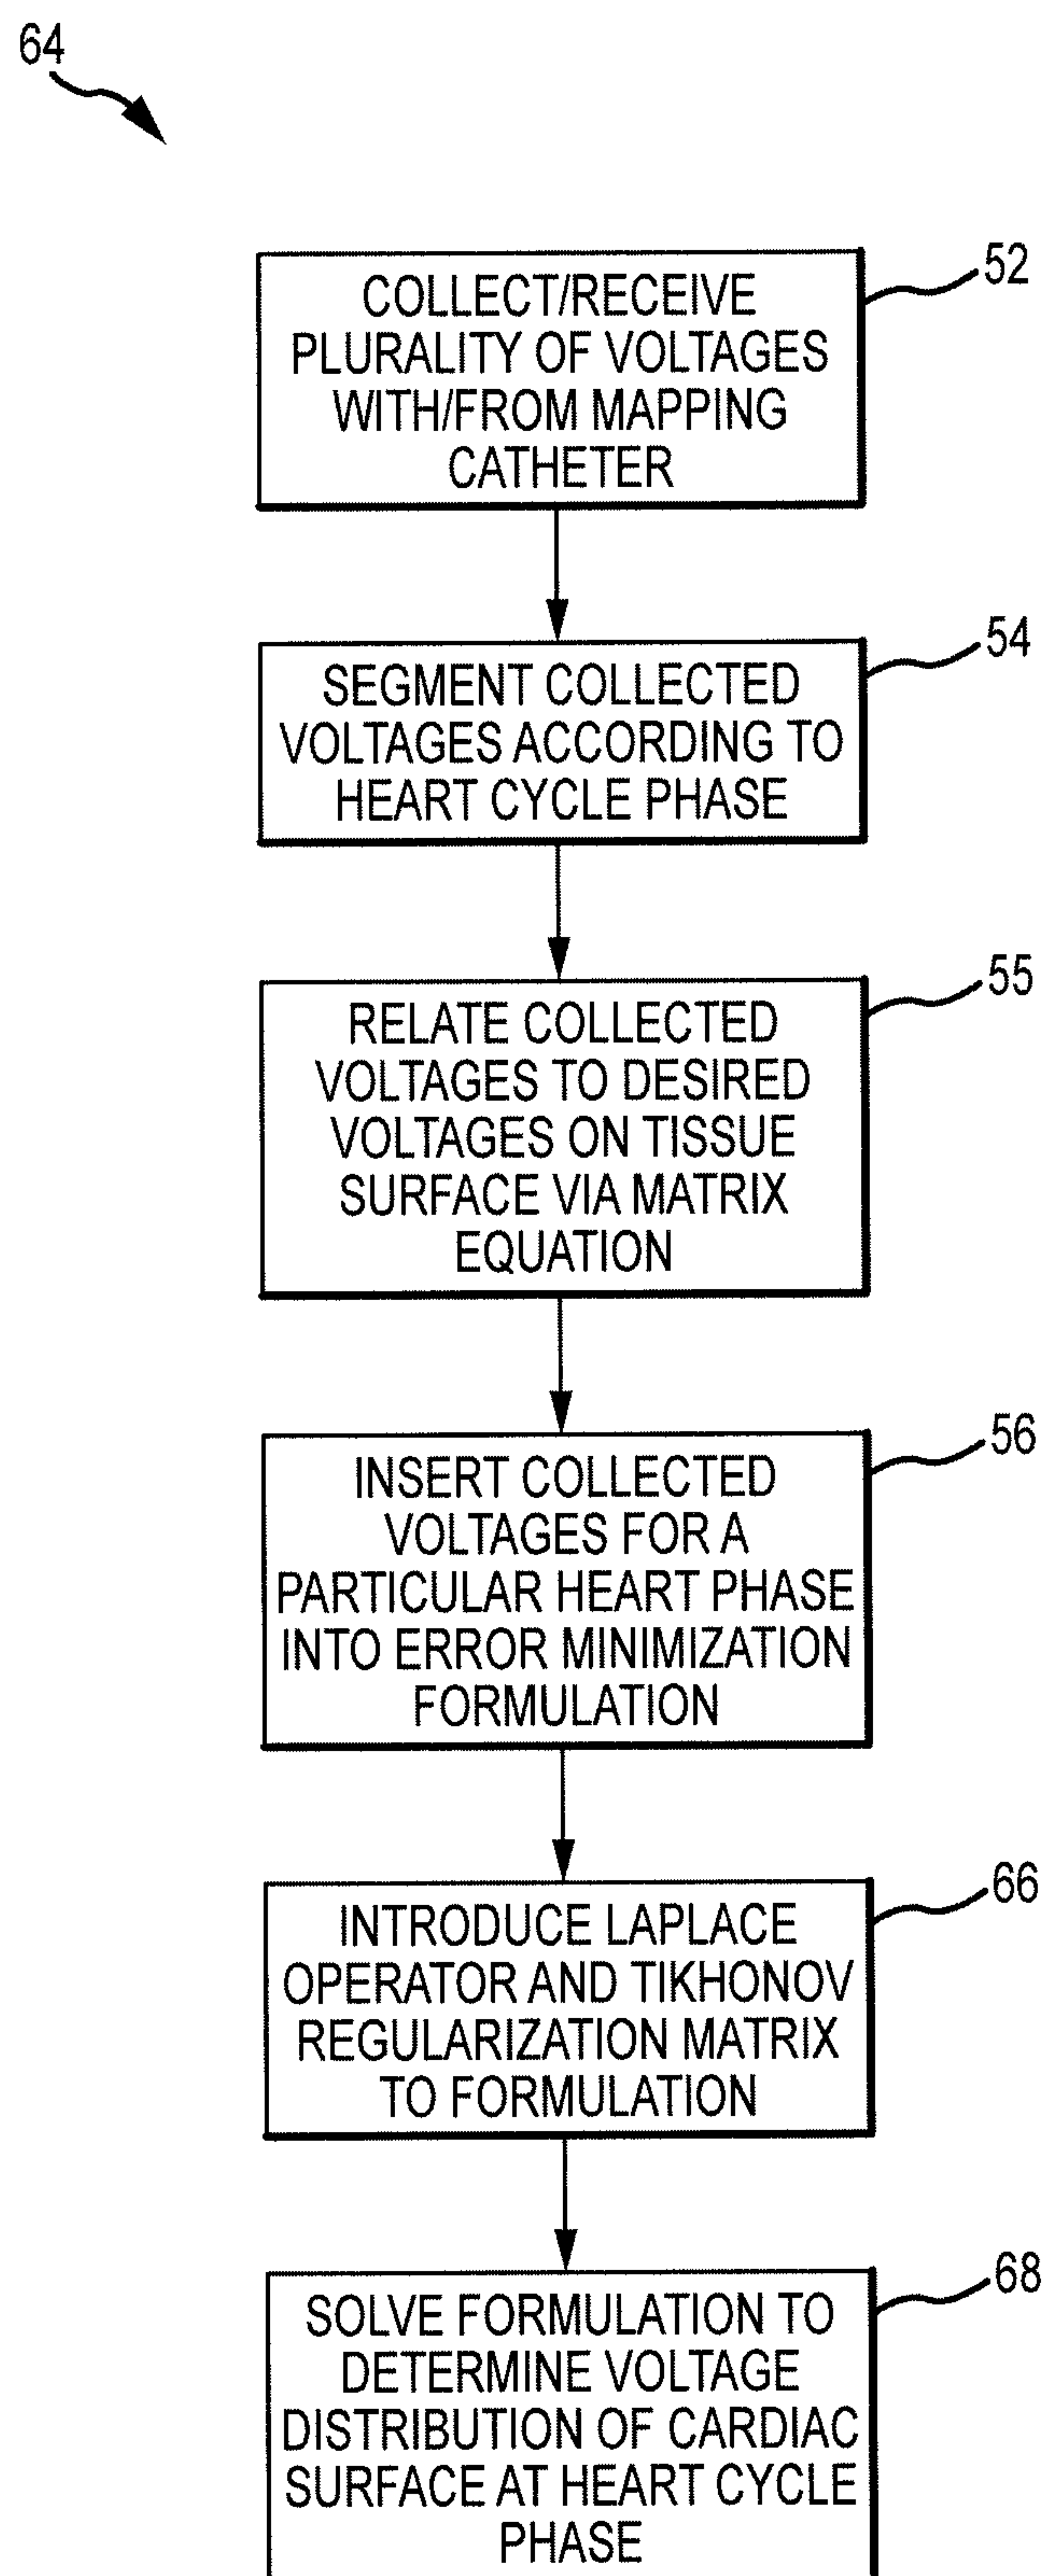 64
52
COLLECT/RECEIVE
PLURALITY OF VOLTAGES
WITH/FROM MAPPING
CATHETER
54
SEGMENT COLLECTED
VOLTAGES ACCORDING TO
HEART CYCLE PHASE
55
RELATE COLLECTED
VOLTAGES TO DESIRED
VOLTAGES ON TISSUE
SURFACE VIA MATRIX
EQUATION
56
INSERT COLLECTED
VOLTAGES FOR A
PARTICULAR HEART PHASE
INTO ERROR MINIMIZATION
FORMULATION
66
INTRODUCE LAPLACE
OPERATOR AND TIKHONOV
REGULARIZATION MATRIX
TO FORMULATION
68
SOLVE FORMULATION TO
DETERMINE VOLTAGE
DISTRIBUTION OF CARDIAC
SURFACE AT HEART CYCLE
PHASE